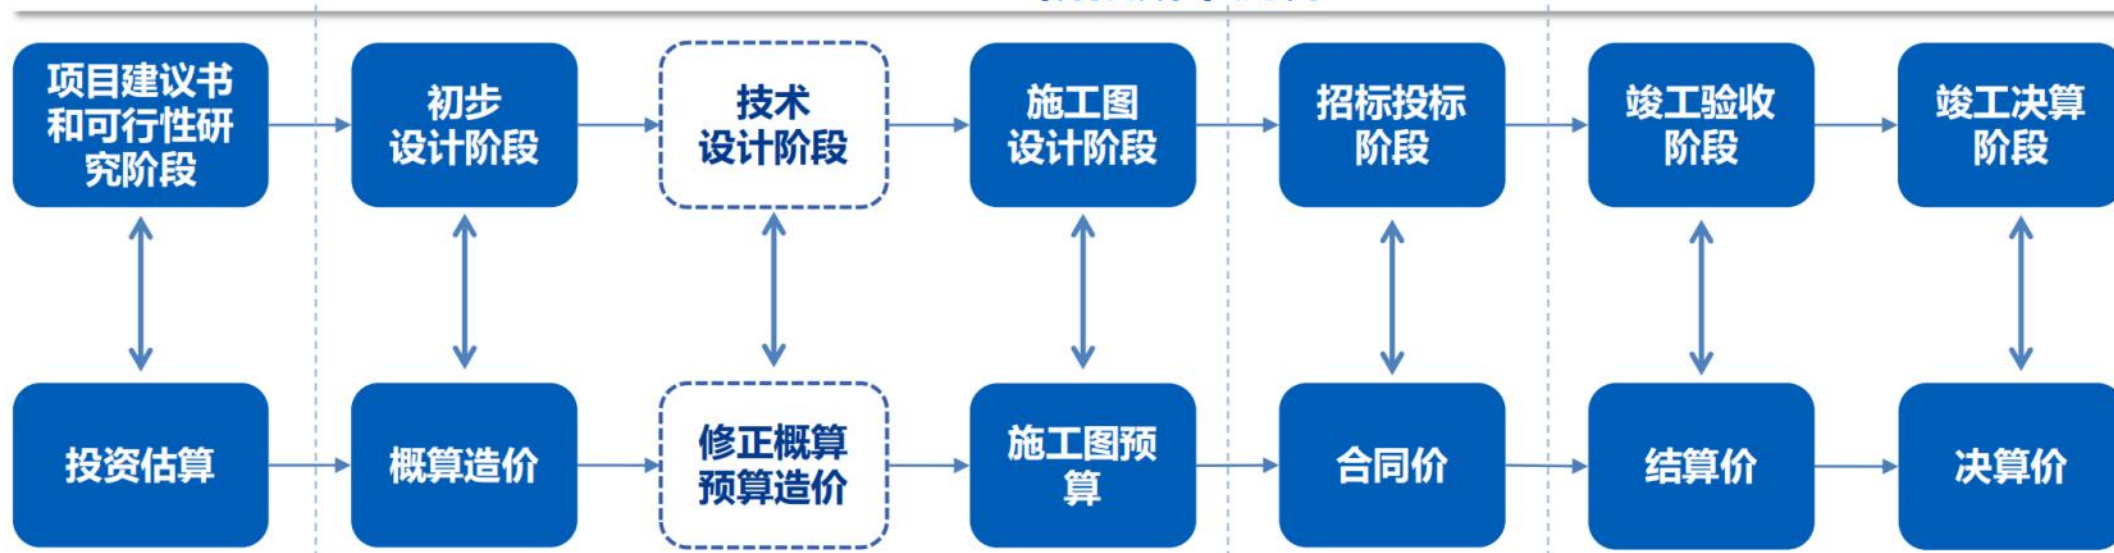 项目建议书
和可行性研
究阶段
初步
设计阶段
技术
设计阶段
施工图
设计阶段
招标投标
阶段
竣工验收
阶段
竣工决算
阶段
投资估算
概算造价
修正概算
预算造价
施工图预
算
合同价
结算价
决算价